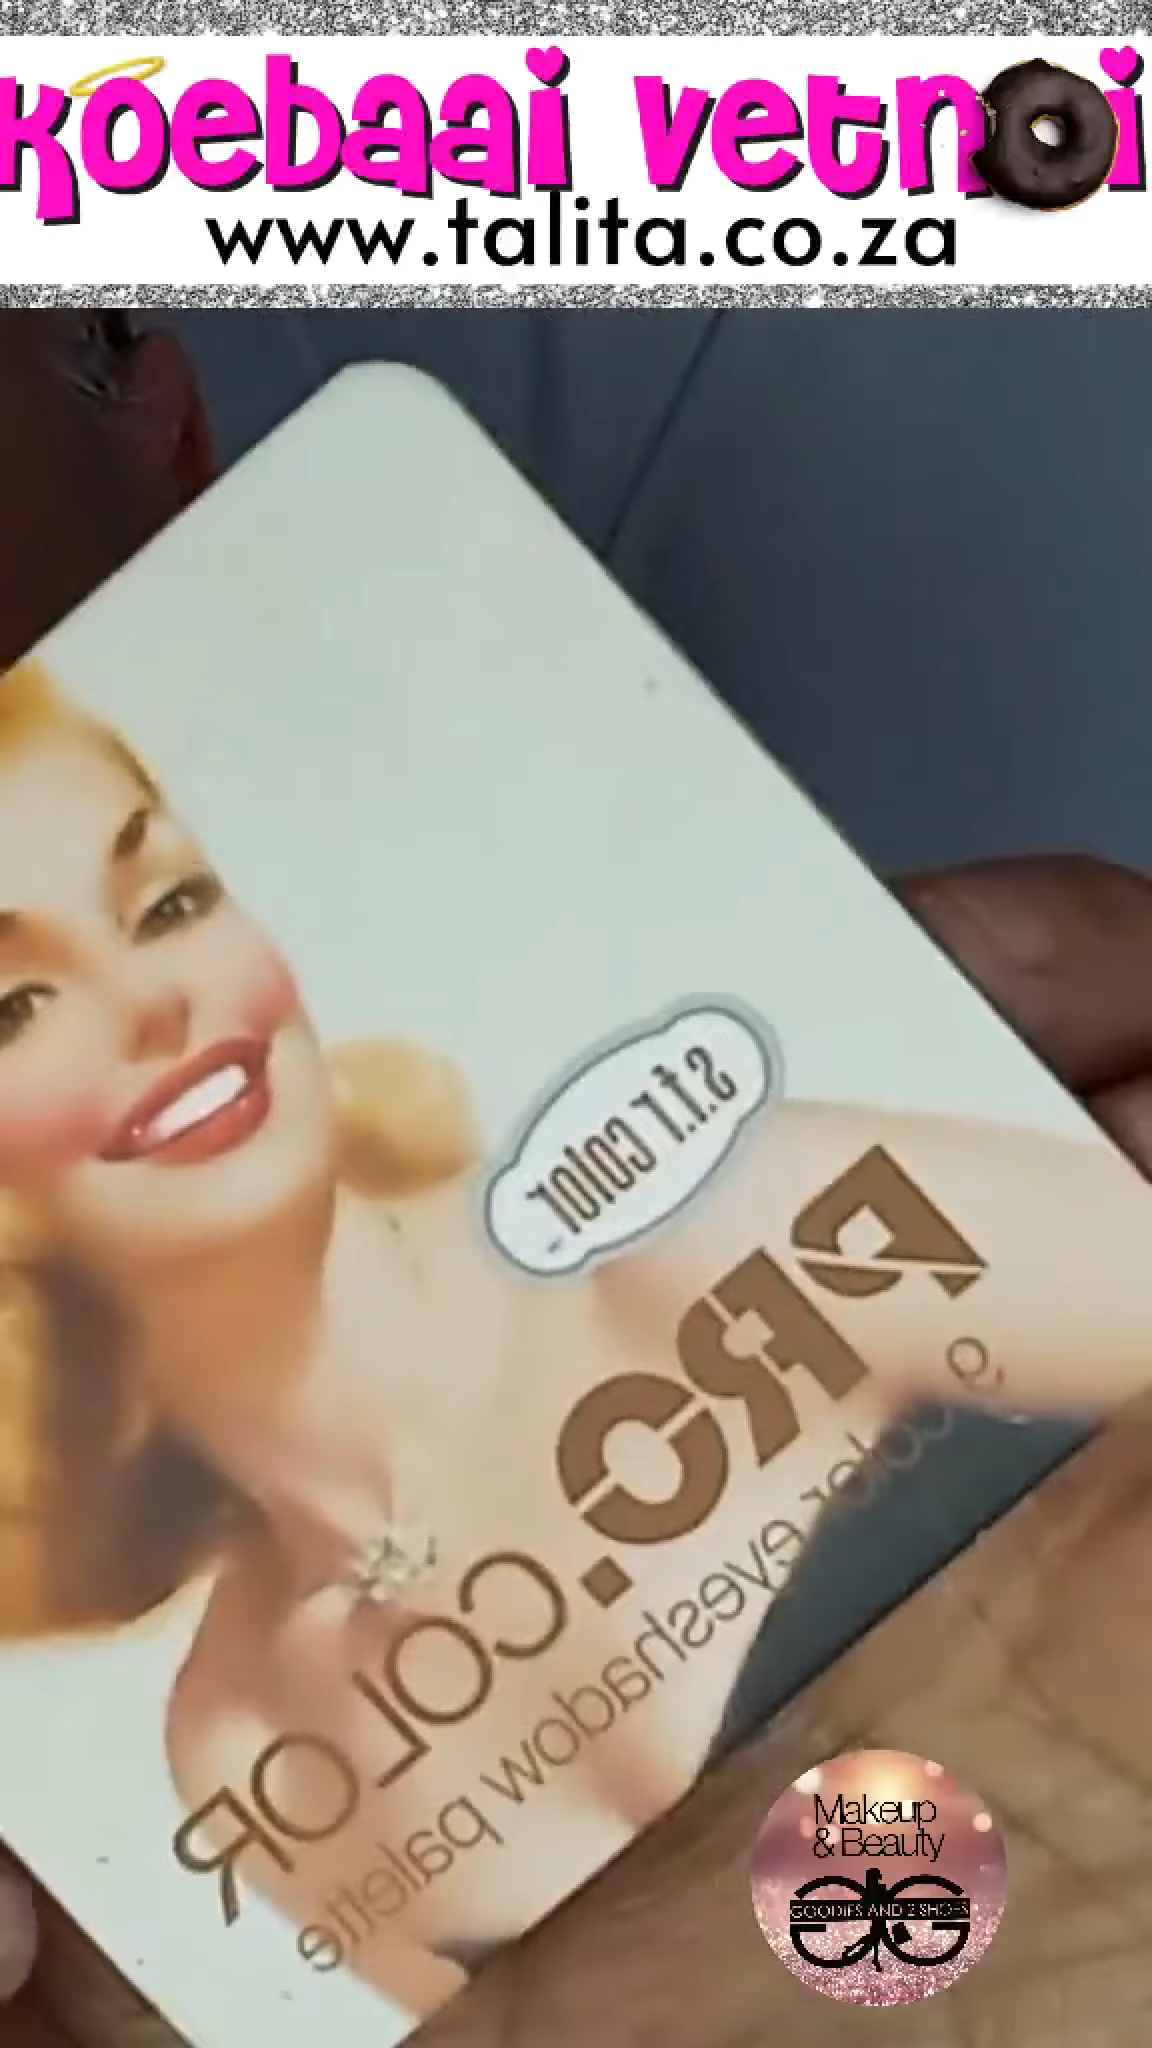 koebaai vetnoi
www.talita.co.za
S.T.F color
PRO.COLOR
9 color eyeshadow palette
Makeup
& Beauty
GOODIES AND 2 SHOES